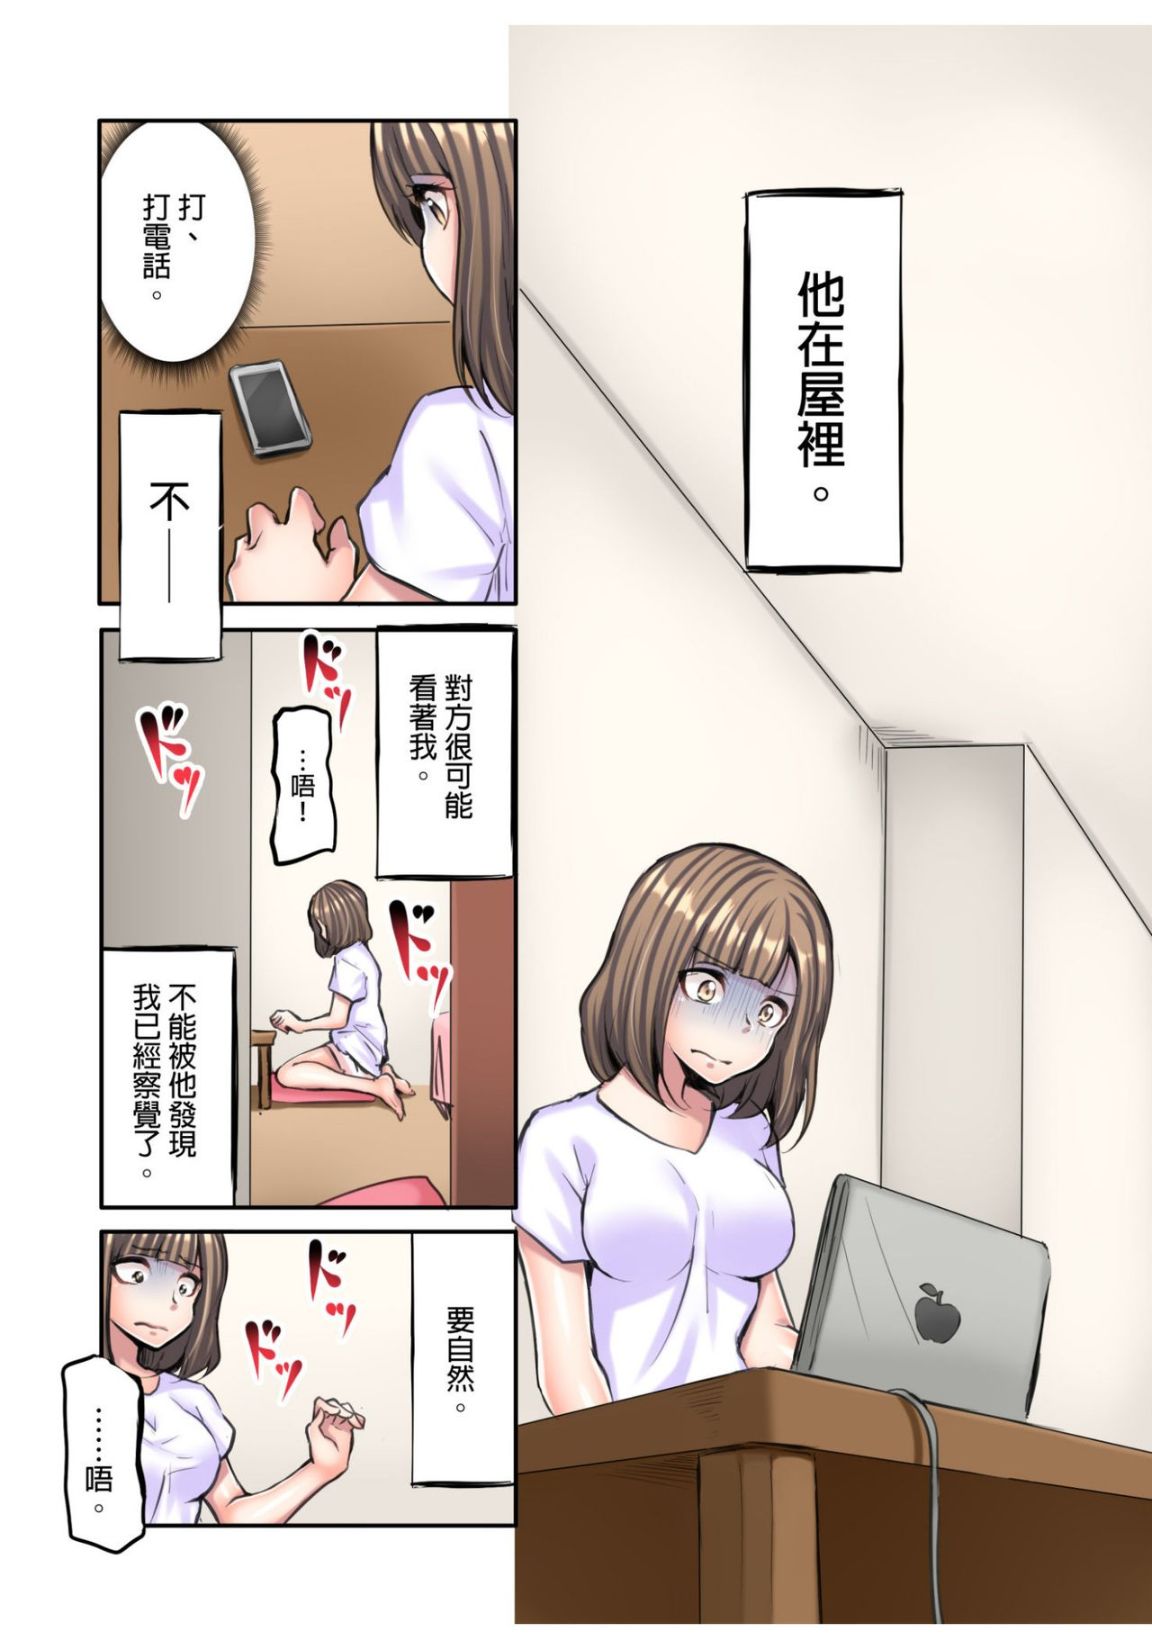 他在屋裡。
打、
打電話。
不——
對方很可能
看著我。
ドッ
…唔!
ドッ
ドッ
不能被他發現
我已經察覺了。
要自然。
ドッ
ドッ
……唔。